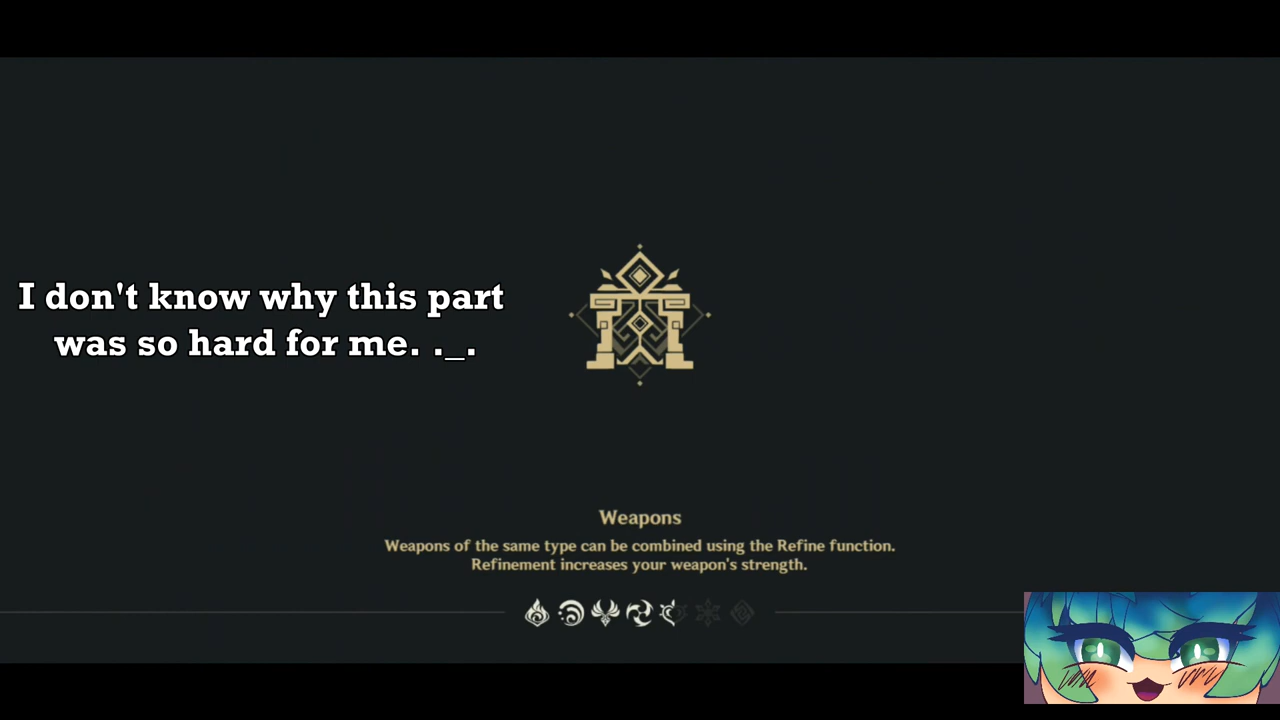 I don't know why this part
was so hard for me. ._.
Weapons
Weapons of the same type can be combined using the Refine function.
Refinement increases your weapon's strength.